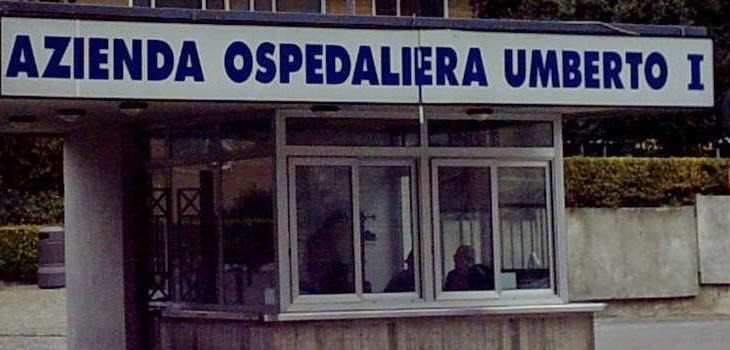 AZIENDA OSPEDALIERA UMBERTO I